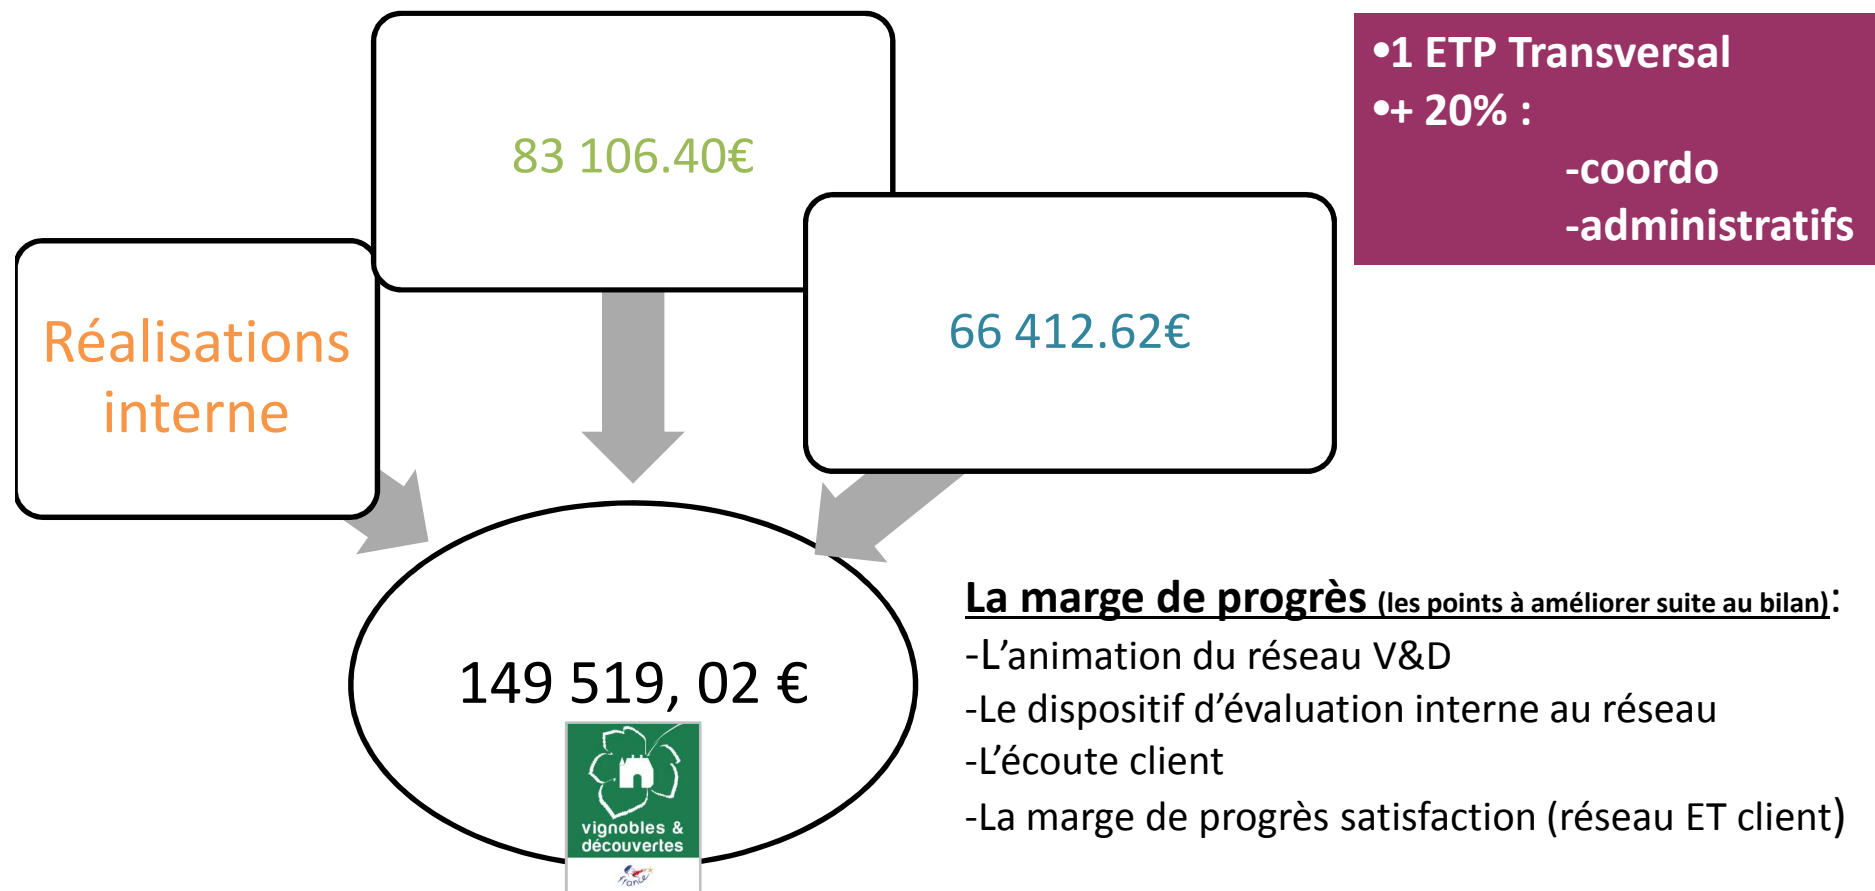 83 106.40€
•1 ETP Transversal
•+ 20% :
-coordo
-administratifs
Réalisations
interne
66 412.62€
149 519, 02 €
vignobles &
découvertes
France
La marge de progrès (les points à améliorer suite au bilan):
-L’animation du réseau V&D
-Le dispositif d’évaluation interne au réseau
-L’écoute client
-La marge de progrès satisfaction (réseau ET client)